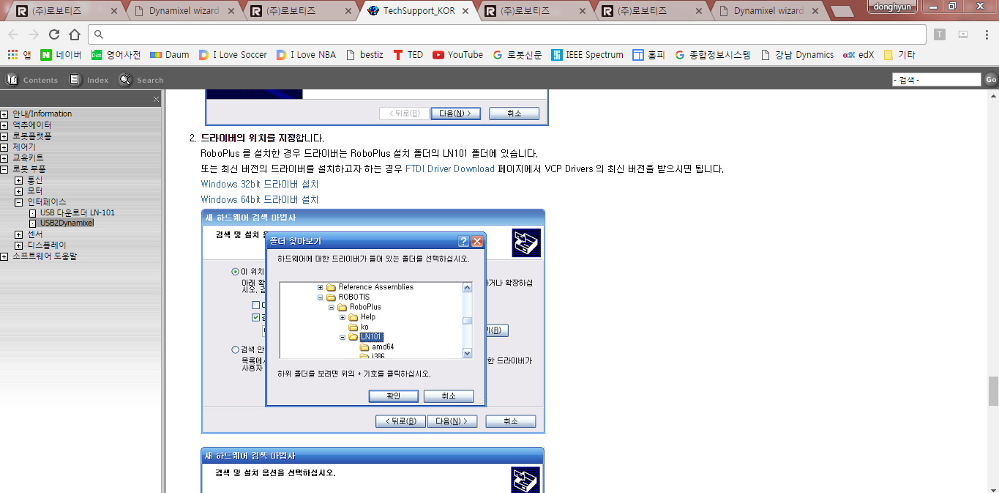 (주)로보티즈
Dynamixel wizard
(주)로보티즈
TechSupport_KOR
(주)로보티즈
(주)로보티즈
Dynamixel wizard
donghyun
앱
네이버
영어사전
Daum
I Love Soccer
I Love NBA
bestiz
TED
YouTube
로봇신문
IEEE Spectrum
홈피
종합정보시스템
강남 Dynamics
edX
기타
Contents
Index
Search
- 검색 -
Go
안내/Information
액추에이터
로봇플랫폼
제어기
교육키트
로봇 부품
통신
모터
인터페이스
USB 다운로더 LN-101
USB2Dynamixel
센서
디스플레이
소프트웨어 도움말
< 뒤로(B)
다음(N) >
취소
2. 드라이버의 위치를 지정합니다.
RoboPlus 를 설치한 경우 드라이버는 RoboPlus 설치 폴더의 LN101 폴더에 있습니다.
또는 최신 버전의 드라이버를 설치하고자 하는 경우 FTDI Driver Download 페이지에서 VCP Drivers 의 최신 버전을 받으시면 됩니다.
Windows 32bit 드라이버 설치
Windows 64bit 드라이버 설치
새 하드웨어 검색 마법사
검색 및 설치
폴더 찾아보기
하드웨어에 대한 드라이버가 들어 있는 폴더를 선택하십시오.
이 위치
아래 확
거나 확장하십
시오. 검
Reference Assemblies
ROBOTIS
RoboPlus
Help
ko
LN101
amd64
i386
(R)
검색 안
목록에서
한 드라이버가
사용자
하위 폴더를 보려면 위의 + 기호를 클릭하십시오.
확인
취소
< 뒤로(B)
다음(N) >
취소
새 하드웨어 검색 마법사
검색 및 설치 옵션을 선택하십시오.